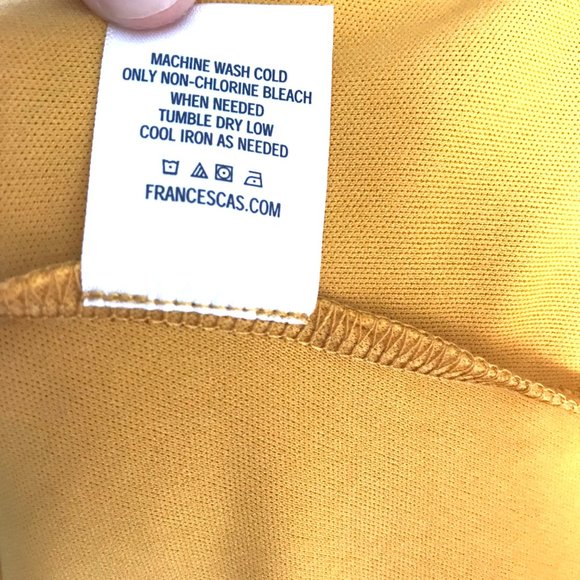 MACHINE WASH COLD
ONLY NON-CHLORINE BLEACH
WHEN NEEDED
TUMBLE DRY LOW
COOL IRON AS NEEDED
FRANCESCAS.COM